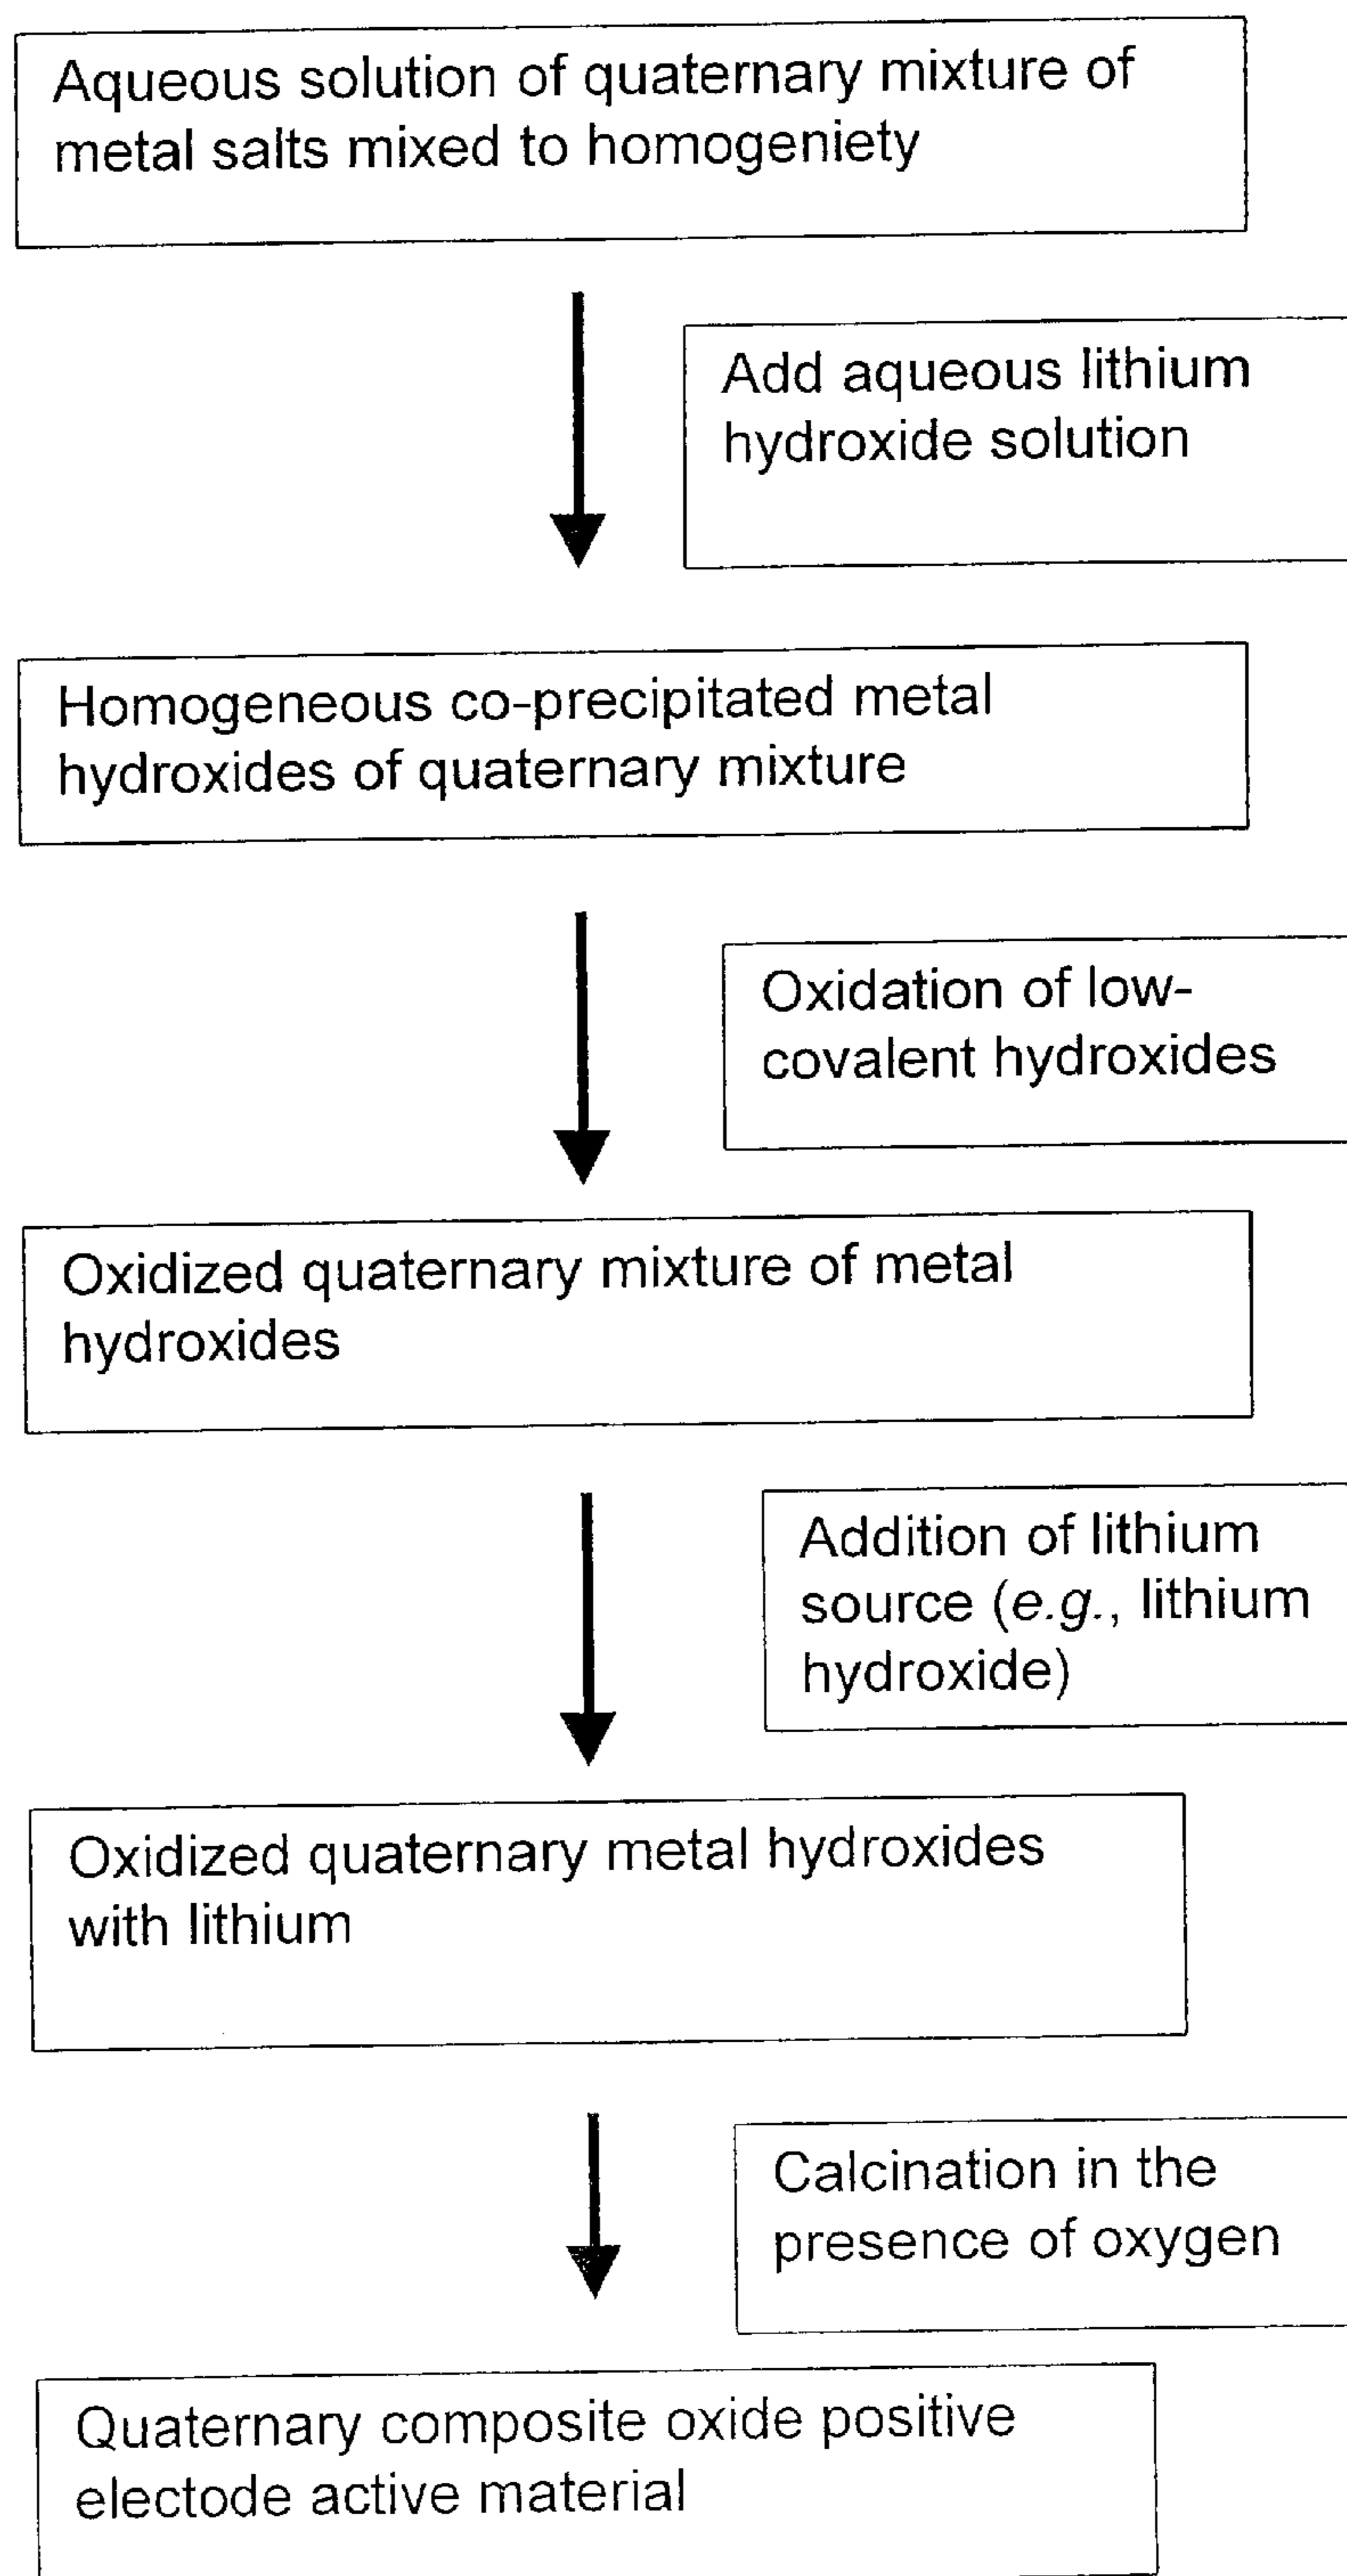 Aqueous solution of quaternary mixture of
metal salts mixed to homogeniety
Add aqueous lithium
hydroxide solution
Homogeneous co-precipitated metal
hydroxides of quaternary mixture
Oxidation of low-
covalent hydroxides
Oxidized quaternary mixture of metal
hydroxides
Addition of lithium
source (e.g., lithium
hydroxide)
Oxidized quaternary metal hydroxides
with lithium
Calcination in the
presence of oxygen
Quaternary composite oxide positive
electode active material